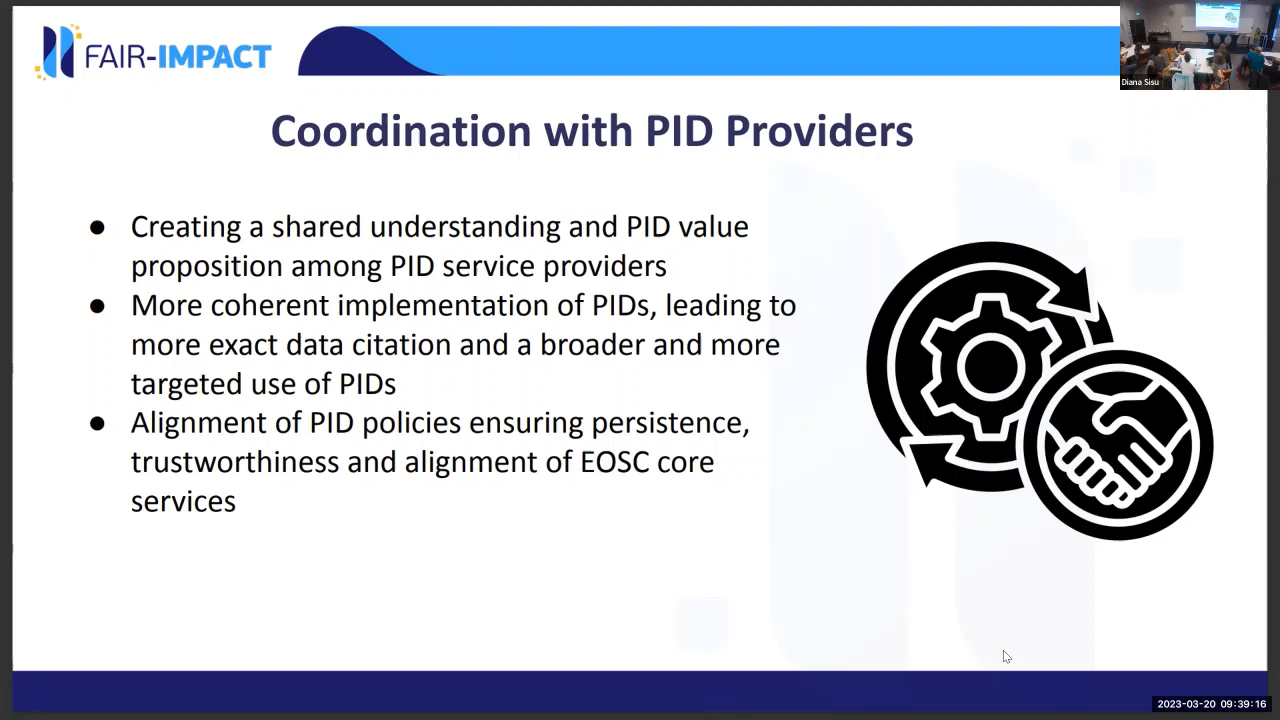 FAIR-IMPACT
Diana Sisu
Coordination with PID Providers
● Creating a shared understanding and PID value
proposition among PID service providers
● More coherent implementation of PIDs, leading to
more exact data citation and a broader and more
targeted use of PIDs
● Alignment of PID policies ensuring persistence,
trustworthiness and alignment of EOSC core
services
2023-03-20 09:39:16